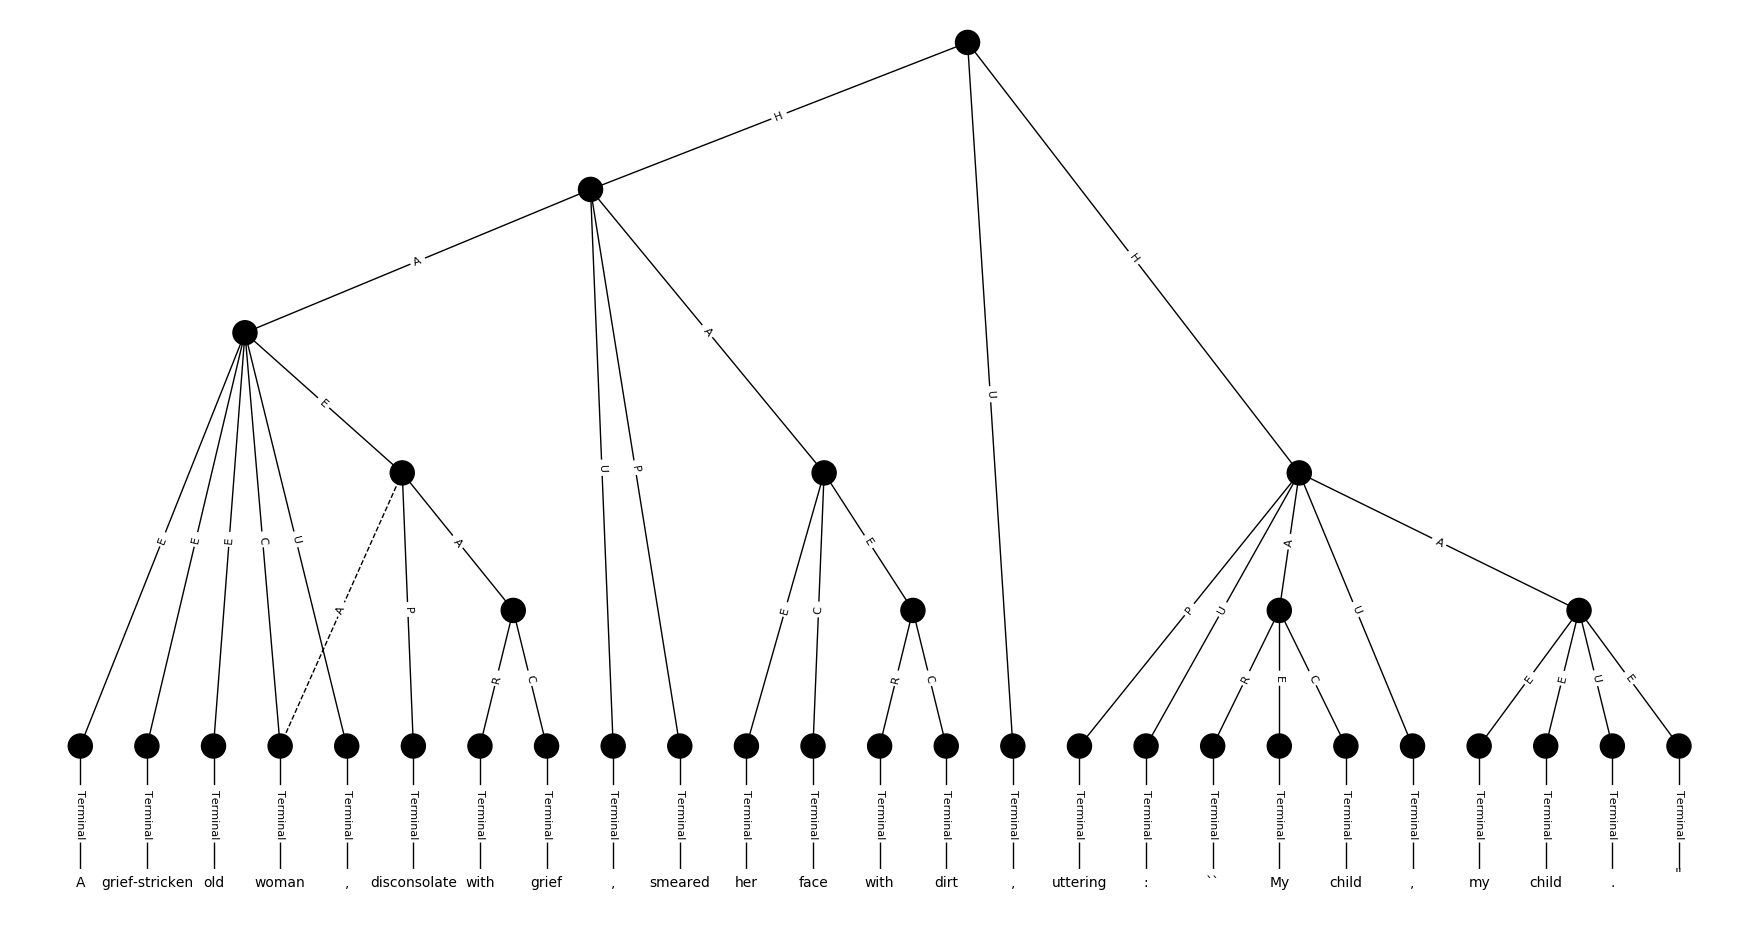 H
H
A
A
U
E
A
E E E C U
U P
A
A
E
A P
E C
P U
U
R C
R C
R E C
E E U E
Terminal Terminal Terminal Terminal Terminal Terminal Terminal Terminal Terminal Terminal Terminal Terminal Terminal Terminal Terminal Terminal Terminal Terminal Terminal Terminal Terminal Terminal Terminal Terminal Terminal
A grief-stricken old woman , disconsolate with grief , smeared her face with dirt , uttering : `` My child , my child . "